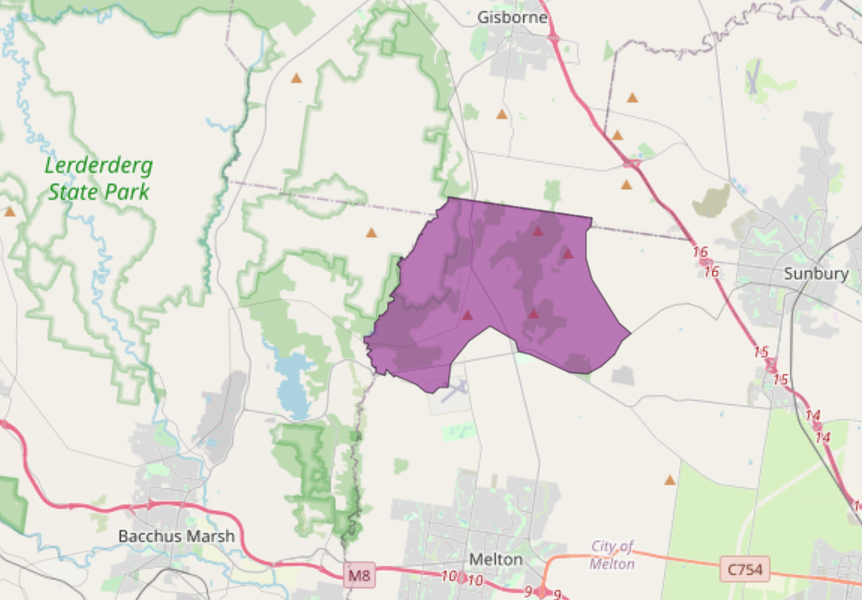 Gisborne
Lerderderg
State Park
16
16
Sunbury
15
15
14
14
Bacchus Marsh
Melton
City of
Melton
M8
10
10
C754
9
9